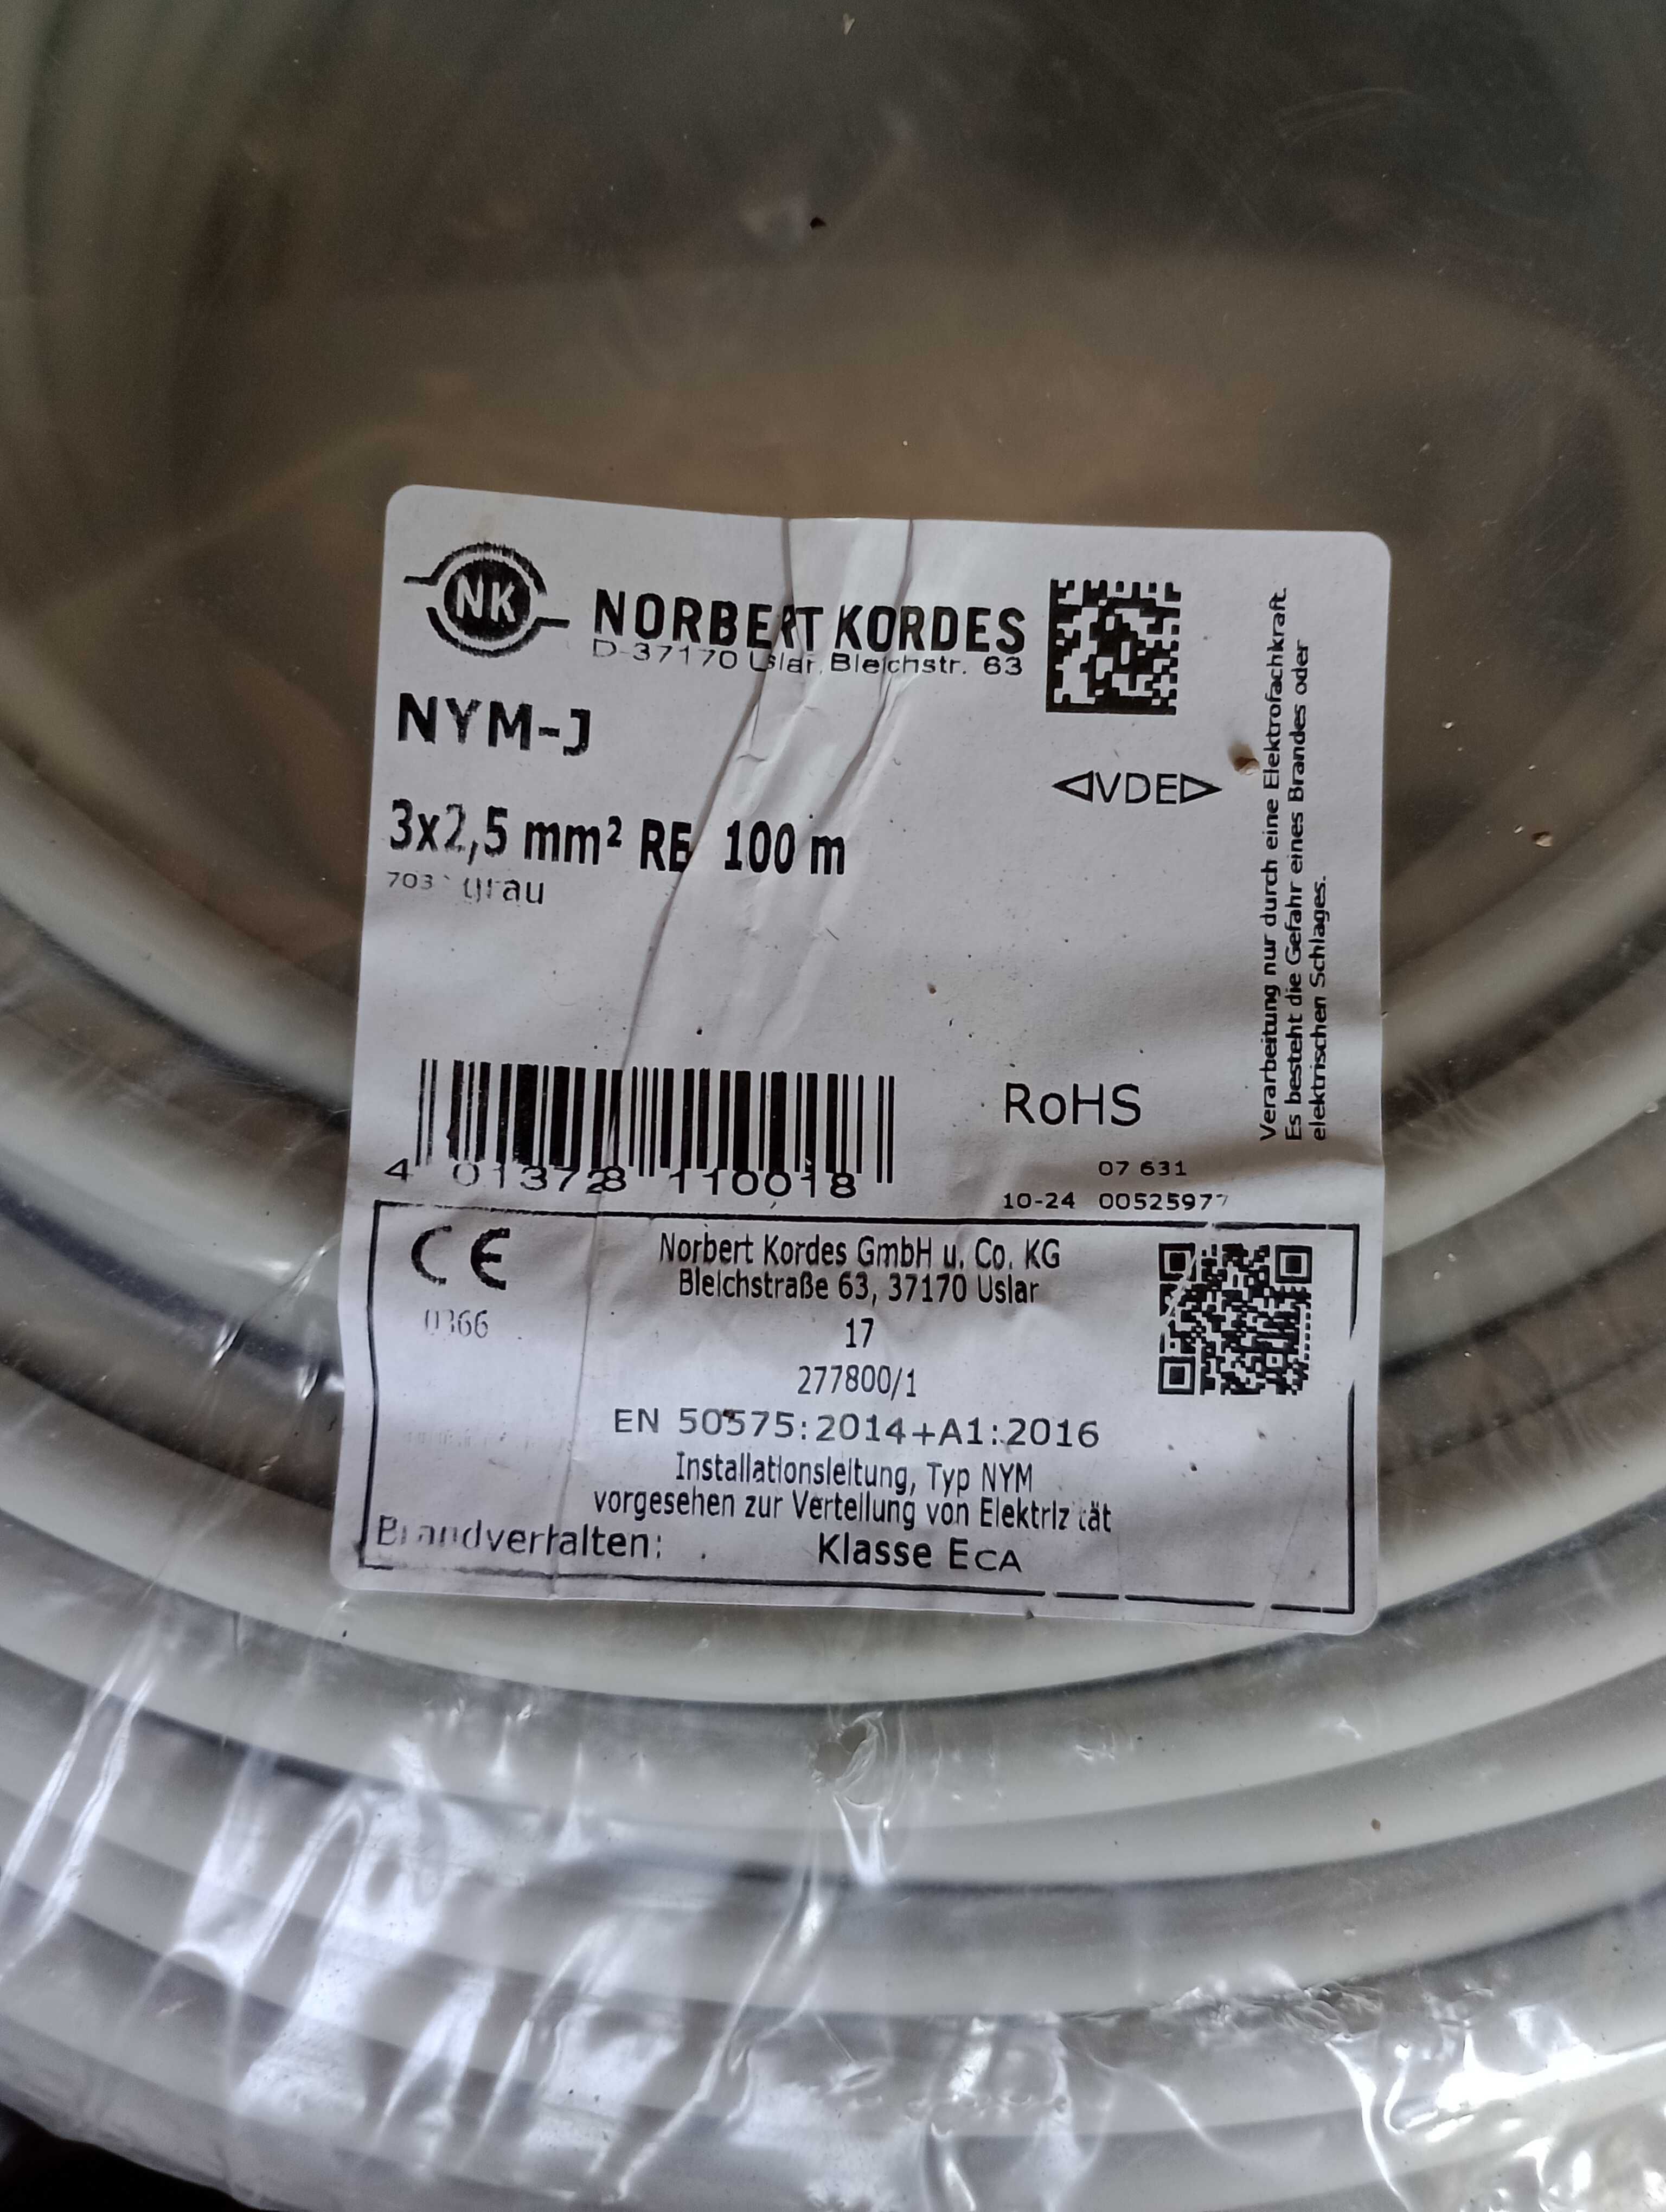 NK
NORBERT KORDES
D-37170 Uslar, Bleichstr. 63
NYM-J
VDE
3x2,5 mm² RE 100 m
grau
Verarbeitung nur durch eine Elektrofachkraft.
Es besteht die Gefahr eines Brandes oder
elektrischen Schlages.
4 013728 110018
RoHS
07 631
10-24 00525977
CE
0366
Norbert Kordes GmbH u. Co. KG
Bleichstraße 63, 37170 Uslar
17
277800/1
EN 50575:2014+A1:2016
Installationsleitung, Typ NYM
vorgesehen zur Verteilung von Elektrizität
Brandverhalten: Klasse ECA